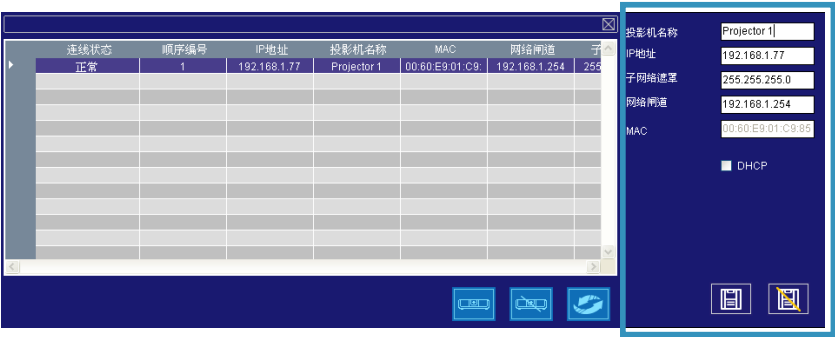 连线状态 顺序编号 IP地址 投影机名称 MAC 网络闸道 子
正常 1 192.168.1.77 Projector 1 00:60:E9:01:C9: 192.168.1.254 255
投影机名称 Projector 1
IP地址 192.168.1.77
子网络遮罩 255.255.255.0
网络闸道 192.168.1.254
MAC 00:60:E9:01:C9:85
DHCP